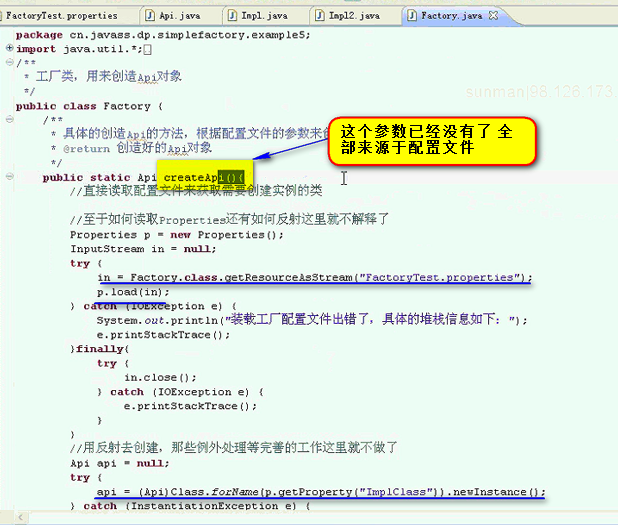 FactoryTest.properties Api.java Impl.java Impl2.java Factory.java
package cn.javass.dp.simplefactory.example5;
import java.util.*;
/**
* 工厂类，用来创造Api对象
*/
public class Factory {
/**
* 具体的创造Api的方法，根据配置文件的参数来创
* @return 创造好的Api对象
*/
public static Api createApi(){
//直接读取配置文件来获取需要创建实例的类
//至于如何读取Properties还有如何反射这里就不解释了
Properties p = new Properties();
InputStream in = null;
try {
in = Factory.class.getResourceAsStream("FactoryTest.properties");
p.load(in);
} catch (IOException e) {
System.out.println("装载工厂配置文件出错了，具体的堆栈信息如下：");
e.printStackTrace();
}finally{
try {
in.close();
} catch (IOException e) {
e.printStackTrace();
}
}
//用反射去创建，那些例外处理等完善的工作这里就不做了
Api api = null;
try {
api = (Api)Class.forName(p.getProperty("ImplClass")).newInstance();
} catch (InstantiationException e) {
这个参数已经没有了 全
部来源于配置文件
sunman|98.126.173.